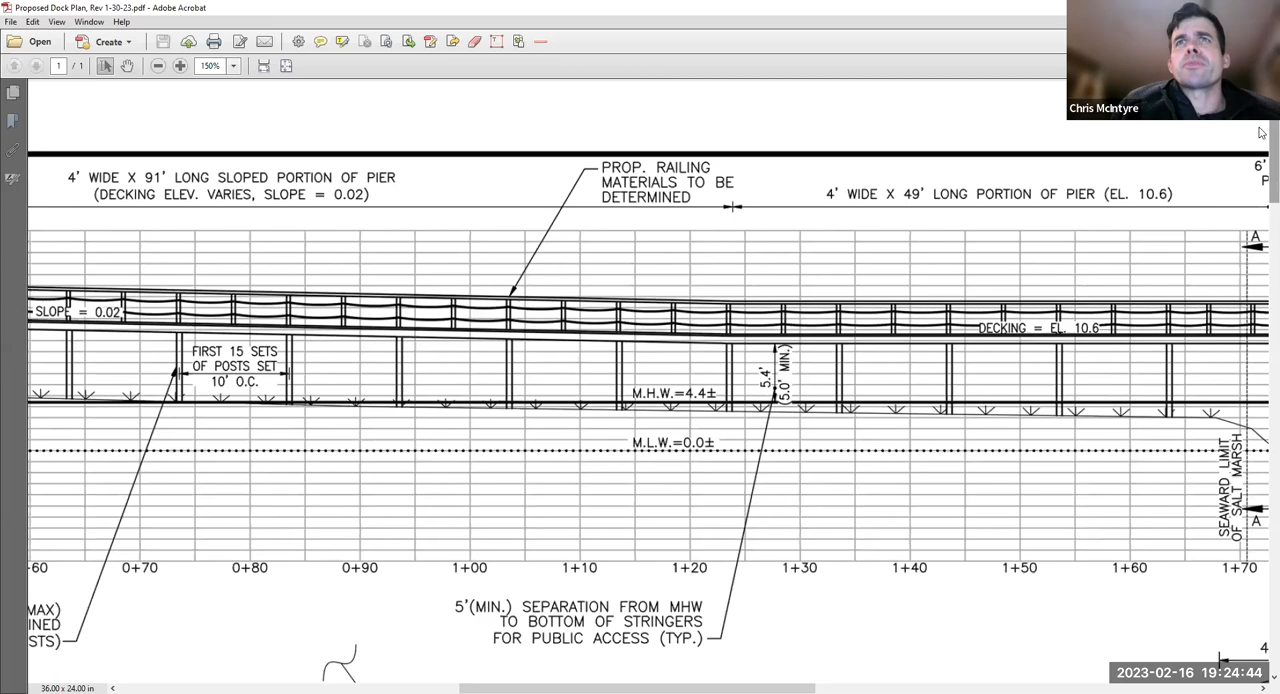 Proposed Dock Plan, Rev 1-30-23.pdf - Adobe Acrobat
File Edit View Window Help
Open Create
1 / 1 150%
Chris McIntyre
4' WIDE X 91' LONG SLOPED PORTION OF PIER
(DECKING ELEV. VARIES, SLOPE = 0.02)
PROP. RAILING
MATERIALS TO BE
DETERMINED
4' WIDE X 49' LONG PORTION OF PIER (EL. 10.6)
6'
P
A
SLOPE = 0.02
DECKING = EL. 10.6
FIRST 15 SETS
OF POSTS SET
10' O.C.
5.4'
(5.0' MIN.)
M.H.W.=4.4±
M.L.W.=0.0±
SEAWARD LIMIT
OF SALT MARSH
A
-60 0+70 0+80 0+90 1+00 1+10 1+20 1+30 1+40 1+50 1+60 1+70
MAX)
INED
STS)
5'(MIN.) SEPARATION FROM MHW
TO BOTTOM OF STRINGERS
FOR PUBLIC ACCESS (TYP.)
4
2023-02-16 19:24:44
36.00 x 24.00 in